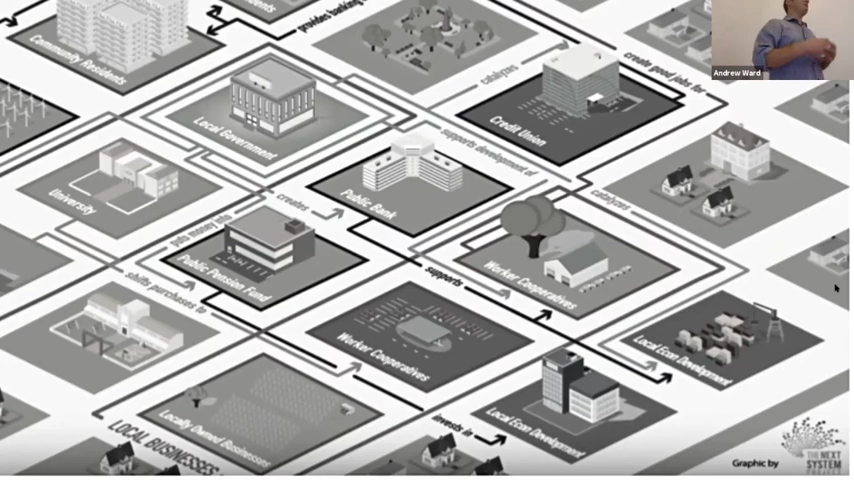 provides banking
Andrew Ward
Community Residents
create good jobs for
catalyzes
Local Government
Credit Union
supports development of
University
creates
Public Bank
catalyzes
puts money into
Public Pension Fund
supports
Worker Cooperatives
shifts purchases to
Worker Cooperatives
Local Econ Development
Locally Owned Businesses
LOCAL BUSINESSES
invests in
Local Econ Development
Graphic by
THE NEXT
SYSTEM
PROJECT